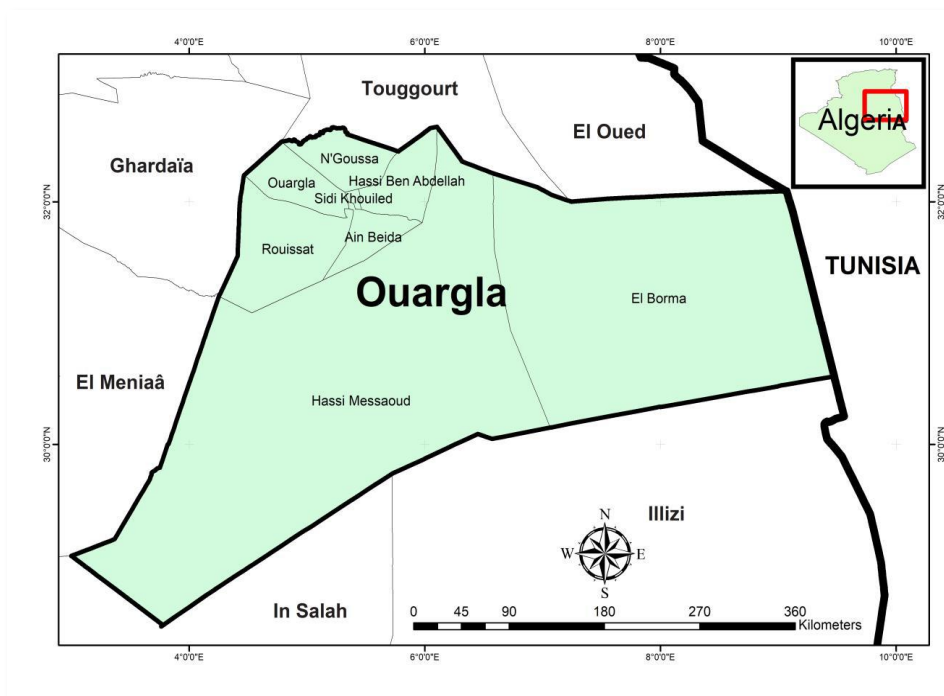 4°0'0"E
6°0'0"E
8°0'0"E
10°0'0"E
Touggourt
El Oued
Algeria
Ghardaïa
N'Goussa
Ouargla
Hassi Ben Abdellah
Sidi Khouiled
32°0'0"N
32°0'0"N
Rouissat
Ain Beida
TUNISIA
Ouargla
El Borma
El Meniaâ
Hassi Messaoud
30°0'0"N
30°0'0"N
Illizi
N
W
E
S
In Salah
0 45 90 180 270 360
Kilometers
4°0'0"E
6°0'0"E
8°0'0"E
10°0'0"E